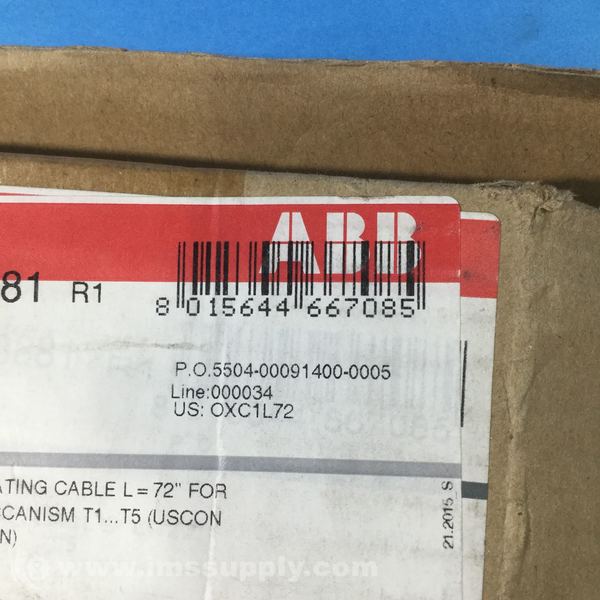 ABB
81 R1
8 015644 667085
P.O.5504-00091400-0005
Line:000034
US: OXC1L72
ATING CABLE L = 72" FOR
CANISM T1...T5 (USCON
N)
21.2015_S
www.imssupply.com